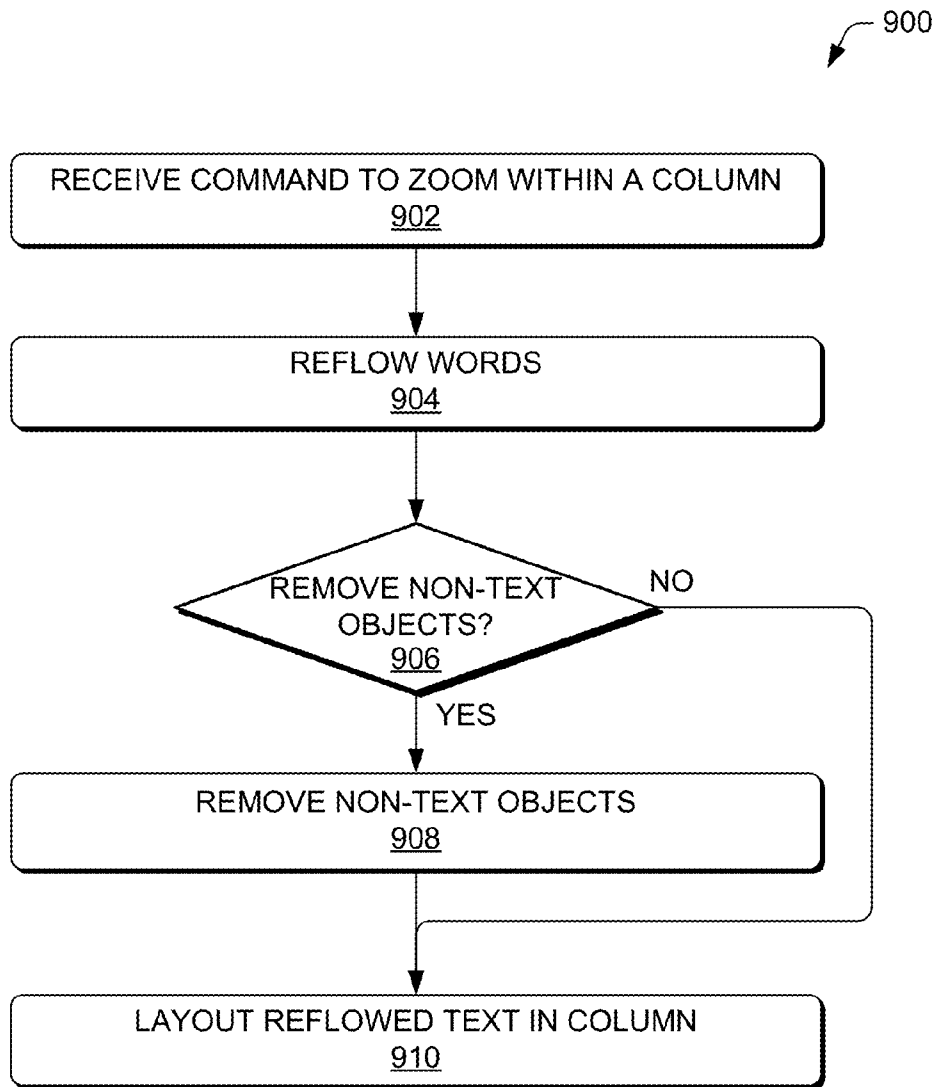 900
RECEIVE COMMAND TO ZOOM WITHIN A COLUMN
902
REFLOW WORDS
904
REMOVE NON-TEXT
OBJECTS?
906
NO
YES
REMOVE NON-TEXT OBJECTS
908
LAYOUT REFLOWED TEXT IN COLUMN
910